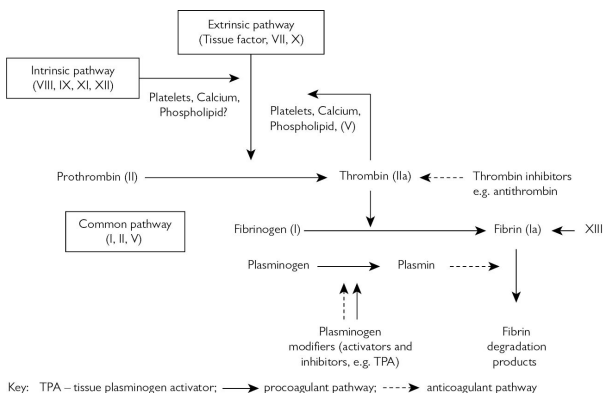 Extrinsic pathway
(Tissue factor, VII, X)
Intrinsic pathway
(VIII, IX, XI, XII)
Platelets, Calcium,
Phospholipid?
Platelets, Calcium,
Phospholipid, (V)
Prothrombin (II)
Thrombin (IIa)
Thrombin inhibitors
e.g. antithrombin
Common pathway
(I, II, V)
Fibrinogen (I)
Fibrin (Ia)
XIII
Plasminogen
Plasmin
Plasminogen
modifiers (activators and
inhibitors, e.g. TPA)
Fibrin
degradation
products
Key: TPA – tissue plasminogen activator; procoagulant pathway; anticoagulant pathway